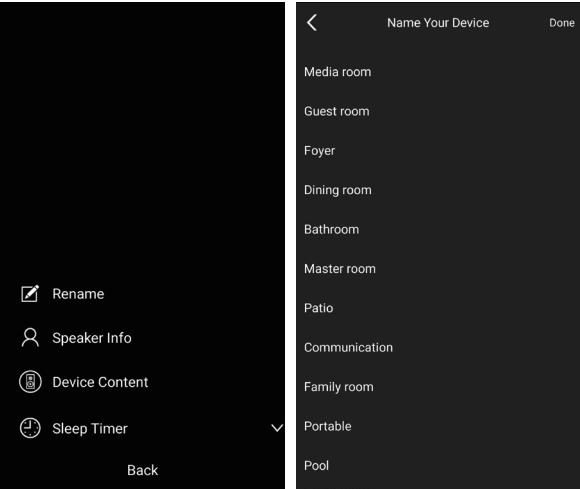 Rename
Speaker Info
Device Content
Sleep Timer
Back
Name Your Device
Done
Media room
Guest room
Foyer
Dining room
Bathroom
Master room
Patio
Communication
Family room
Portable
Pool